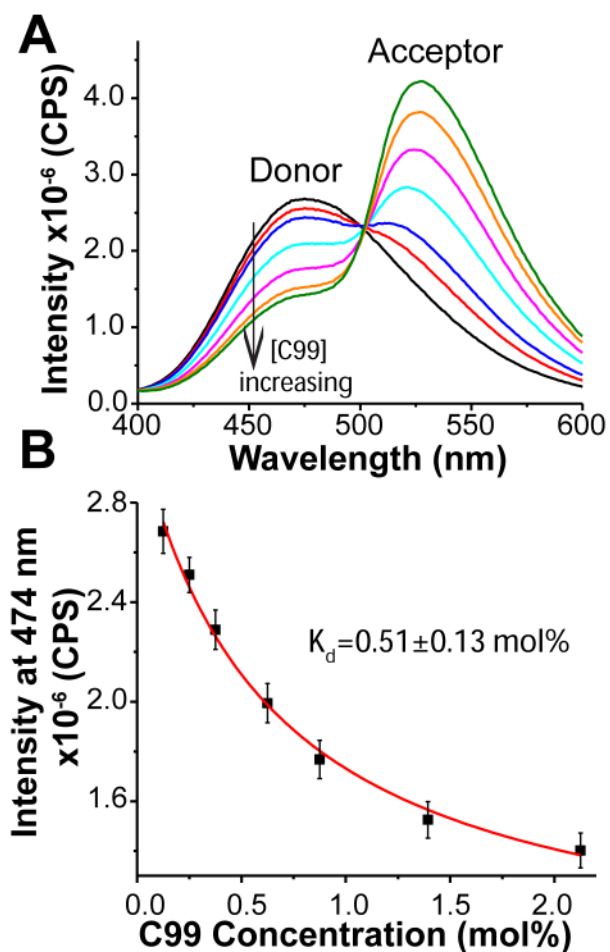 A
Acceptor
Donor
Intensity x10⁻⁶ (CPS)
4.0
3.0
2.0
1.0
0.0
[C99]
increasing
400
450
500
550
600
Wavelength (nm)
B
Intensity at 474 nm
x10⁻⁶ (CPS)
2.8
2.4
2.0
1.6
K_d=0.51±0.13 mol%
0.0
0.5
1.0
1.5
2.0
C99 Concentration (mol%)